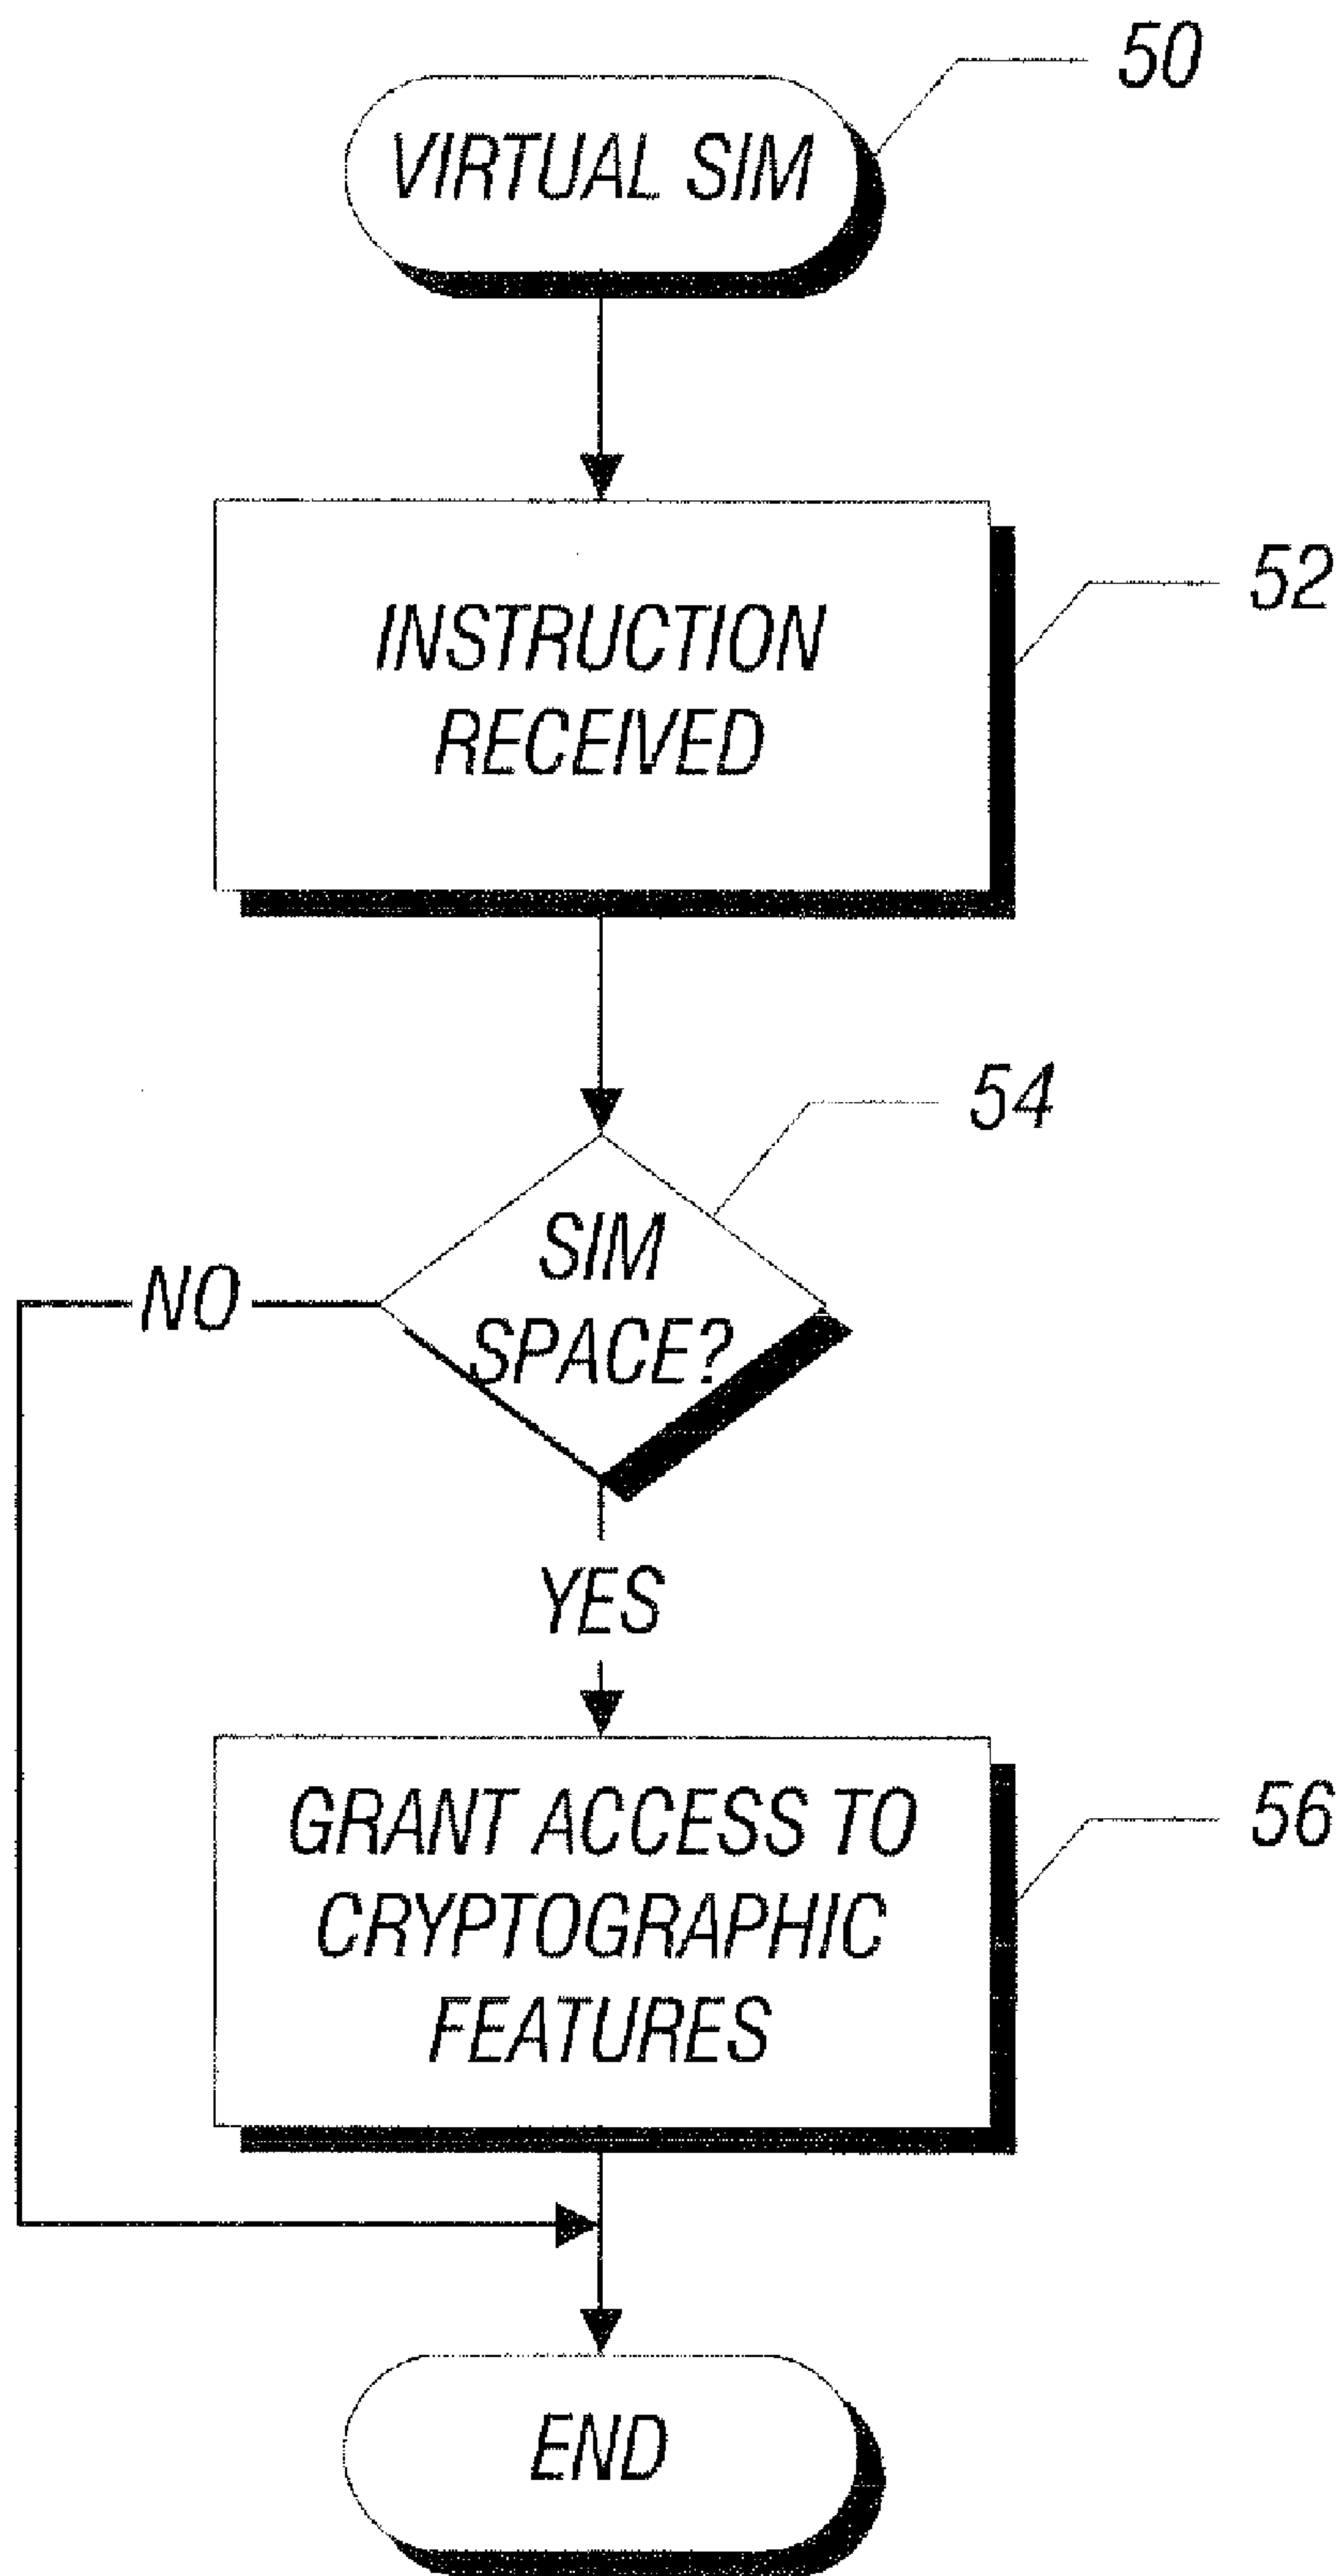 50
VIRTUAL SIM
52
INSTRUCTION
RECEIVED
54
SIM
SPACE?
NO
YES
56
GRANT ACCESS TO
CRYPTOGRAPHIC
FEATURES
END